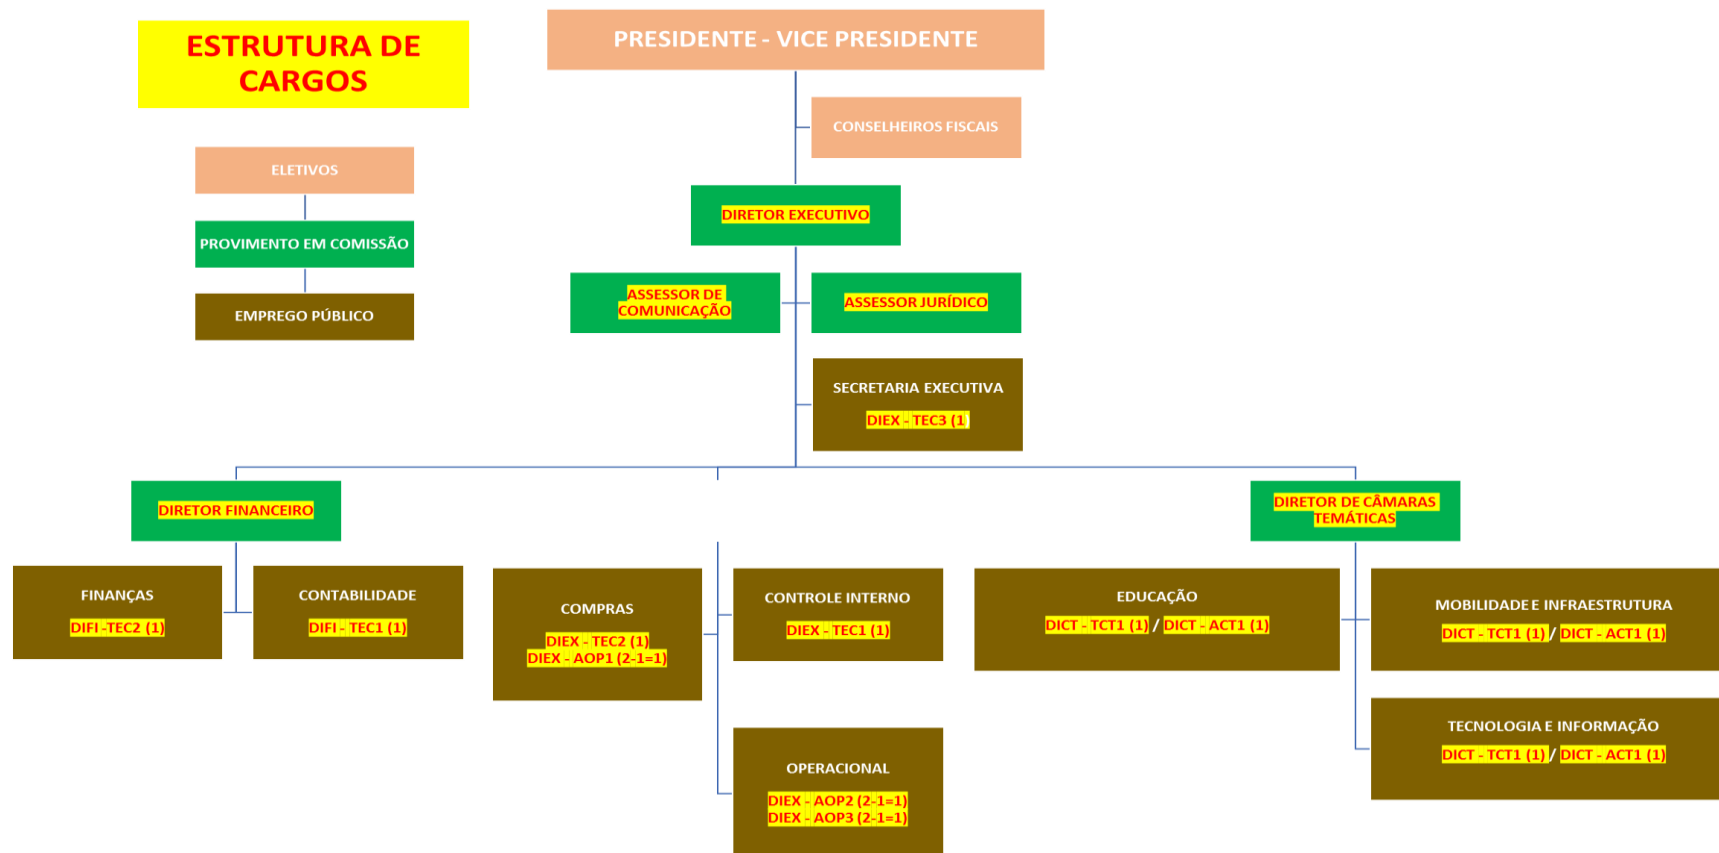 ESTRUTURA DE
CARGOS
ELETIVOS
PROVIMENTO EM COMISSÃO
EMPREGO PÚBLICO
PRESIDENTE - VICE PRESIDENTE
CONSELHEIROS FISCAIS
DIRETOR EXECUTIVO
ASSESSOR DE
COMUNICAÇÃO
ASSESSOR JURÍDICO
SECRETARIA EXECUTIVA
DIEX - TEC3 (1)
DIRETOR FINANCEIRO
FINANÇAS
DIFI -TEC2 (1)
CONTABILIDADE
DIFI - TEC1 (1)
COMPRAS
DIEX - TEC2 (1)
DIEX - AOP1 (2-1=1)
CONTROLE INTERNO
DIEX - TEC1 (1)
OPERACIONAL
DIEX - AOP2 (2-1=1)
DIEX - AOP3 (2-1=1)
DIRETOR DE CÂMARAS
TEMÁTICAS
EDUCAÇÃO
DICT - TCT1 (1) / DICT - ACT1 (1)
MOBILIDADE E INFRAESTRUTURA
DICT - TCT1 (1) / DICT - ACT1 (1)
TECNOLOGIA E INFORMAÇÃO
DICT - TCT1 (1) / DICT - ACT1 (1)